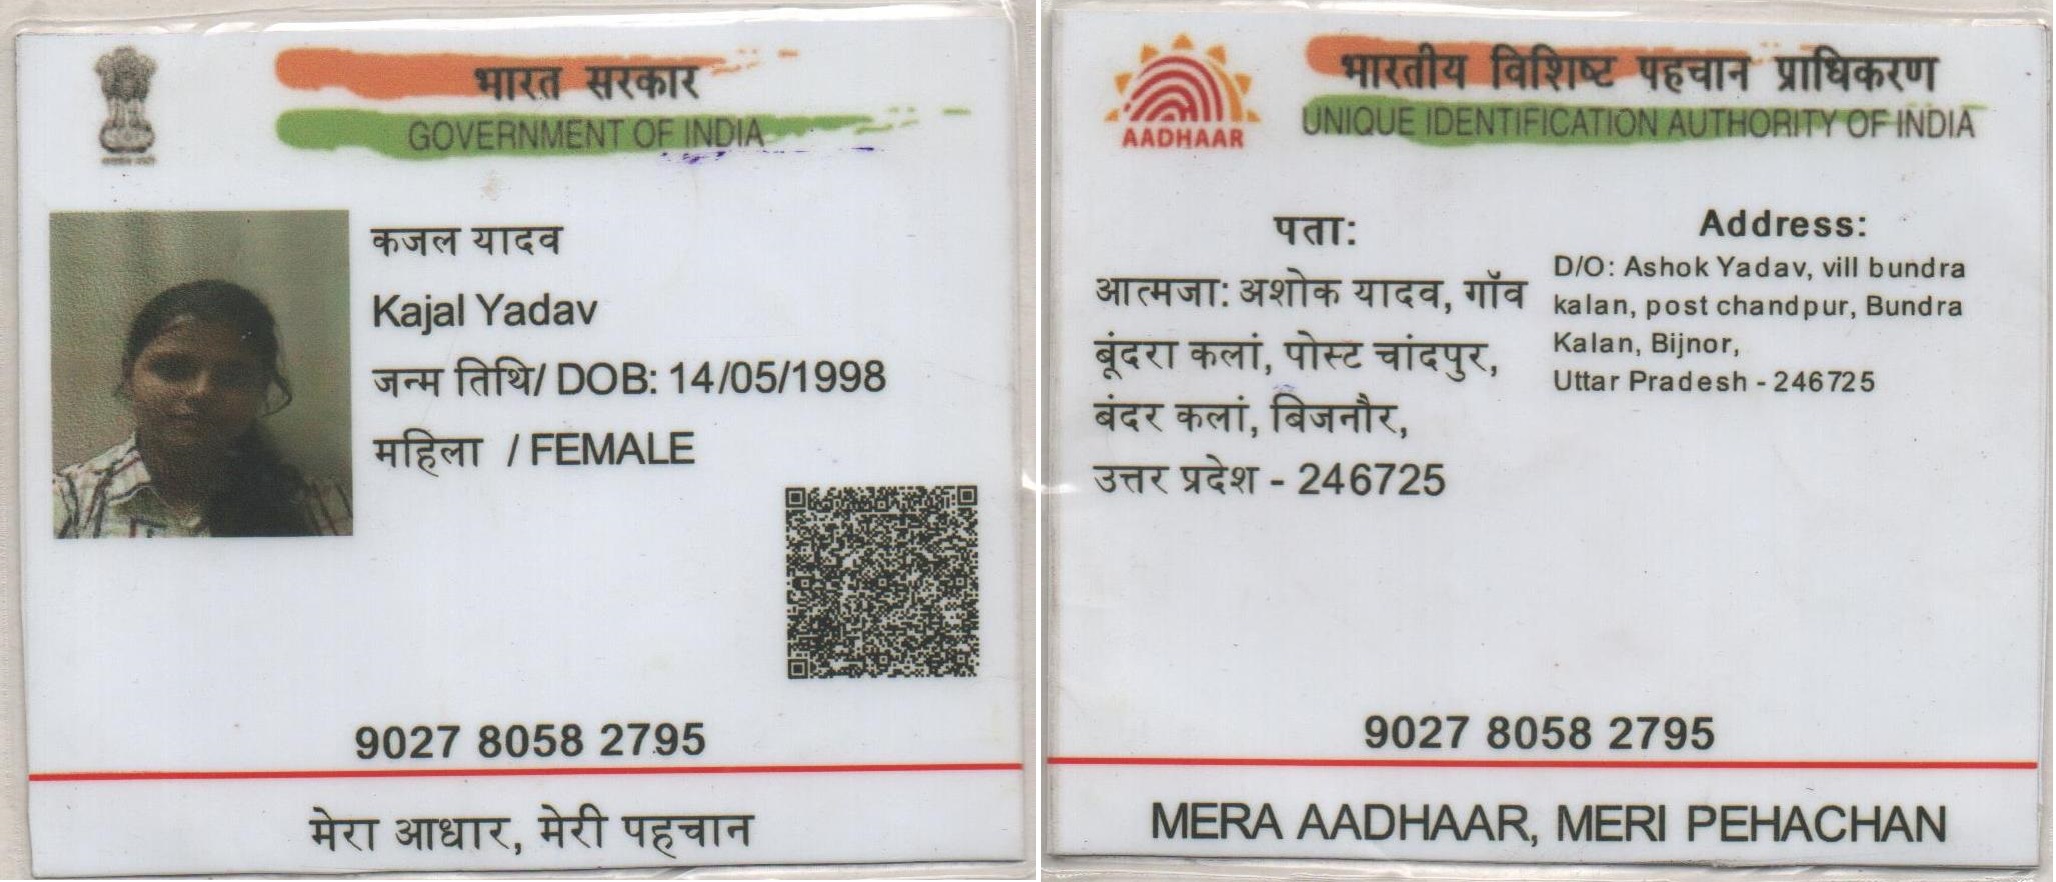 भारत सरकार
GOVERNMENT OF INDIA
कजल यादव
Kajal Yadav
जन्म तिथि/ DOB: 14/05/1998
महिला / FEMALE
9027 8058 2795
मेरा आधार, मेरी पहचान
भारतीय विशिष्ट पहचान प्राधिकरण
UNIQUE IDENTIFICATION AUTHORITY OF INDIA
AADHAAR
पता:
आत्मजा: अशोक यादव, गॉव
बूंदरा कलां, पोस्ट चांदपुर,
बंदर कलां, बिजनौर,
उत्तर प्रदेश - 246725
Address:
D/O: Ashok Yadav, vill bundra
kalan, post chandpur, Bundra
Kalan, Bijnor,
Uttar Pradesh - 246725
9027 8058 2795
MERA AADHAAR, MERI PEHACHAN